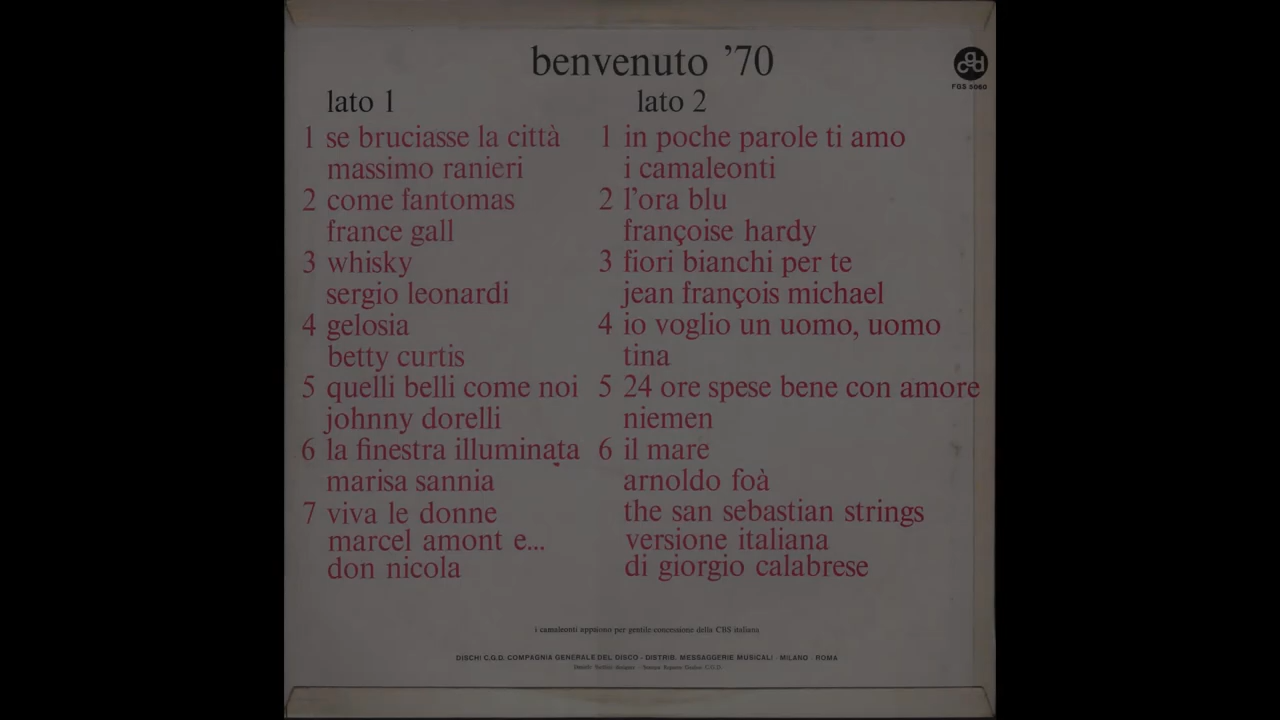 benvenuto ’70
cgd
FGS 5060
lato 1
1 se bruciasse la città
massimo ranieri
2 come fantomas
france gall
3 whisky
sergio leonardi
4 gelosia
betty curtis
5 quelli belli come noi
johnny dorelli
6 la finestra illuminata
marisa sannia
7 viva le donne
marcel amont e...
don nicola
lato 2
1 in poche parole ti amo
i camaleonti
2 l’ora blu
françoise hardy
3 fiori bianchi per te
jean françois michael
4 io voglio un uomo, uomo
tina
5 24 ore spese bene con amore
niemen
6 il mare
arnoldo foà
the san sebastian strings
versione italiana
di giorgio calabrese
i camaleonti appaiono per gentile concessione della CBS italiana
DISCHI C.G.D. COMPAGNIA GENERALE DEL DISCO - DISTRIB. MESSAGGERIE MUSICALI - MILANO - ROMA